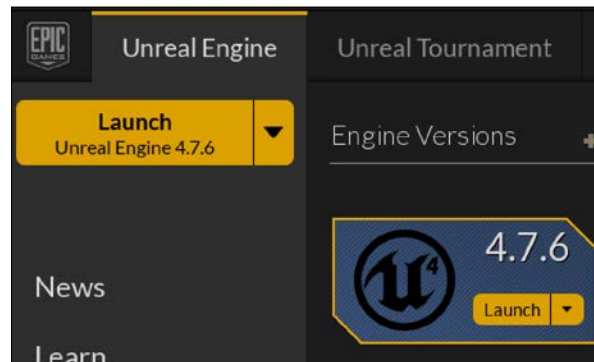 EPIC
GAMES
Unreal Engine
Unreal Tournament
Launch
Unreal Engine 4.7.6
Engine Versions
4.7.6
4
Launch
News
Learn